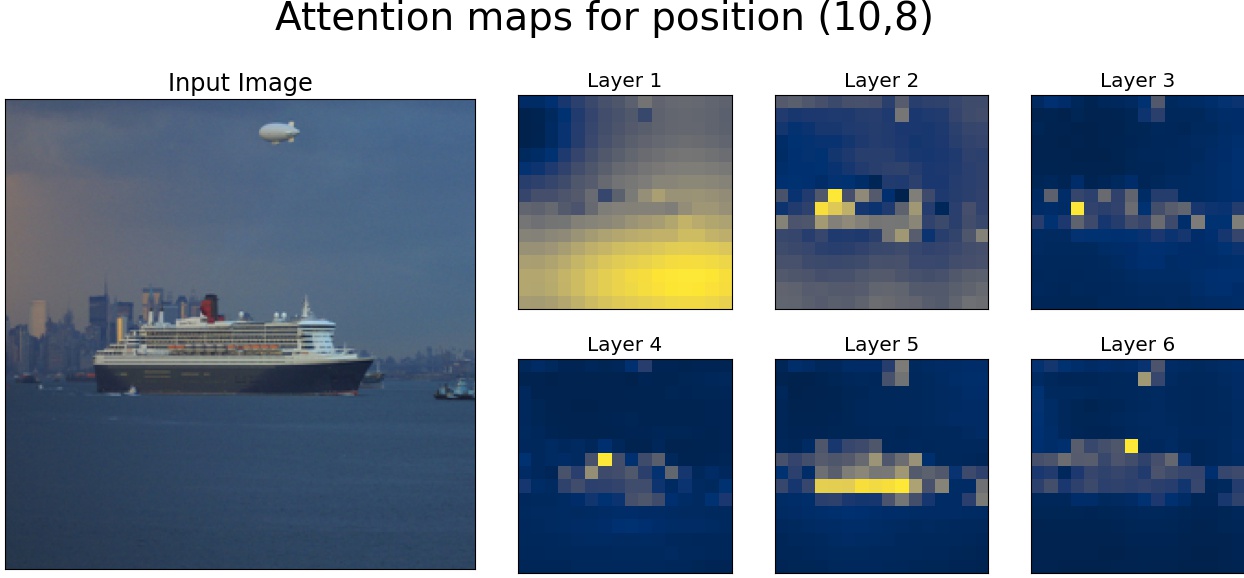 Attention maps for position (10,8)
Input Image
Layer 1
Layer 2
Layer 3
Layer 4
Layer 5
Layer 6